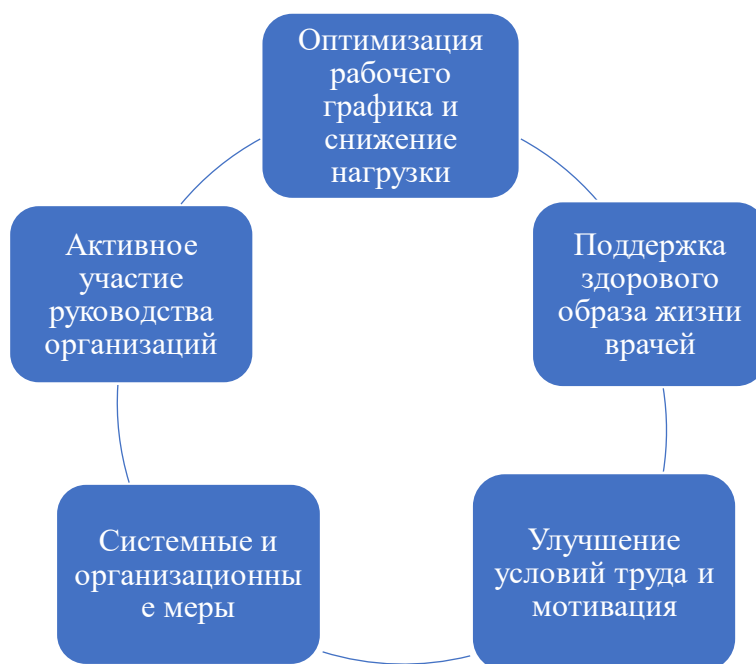 Оптимизация
рабочего
графика и
снижение
нагрузки
Поддержка
здорового
образа жизни
врачей
Улучшение
условий труда и
мотивация
Системные и
организационны
е меры
Активное
участие
руководства
организаций